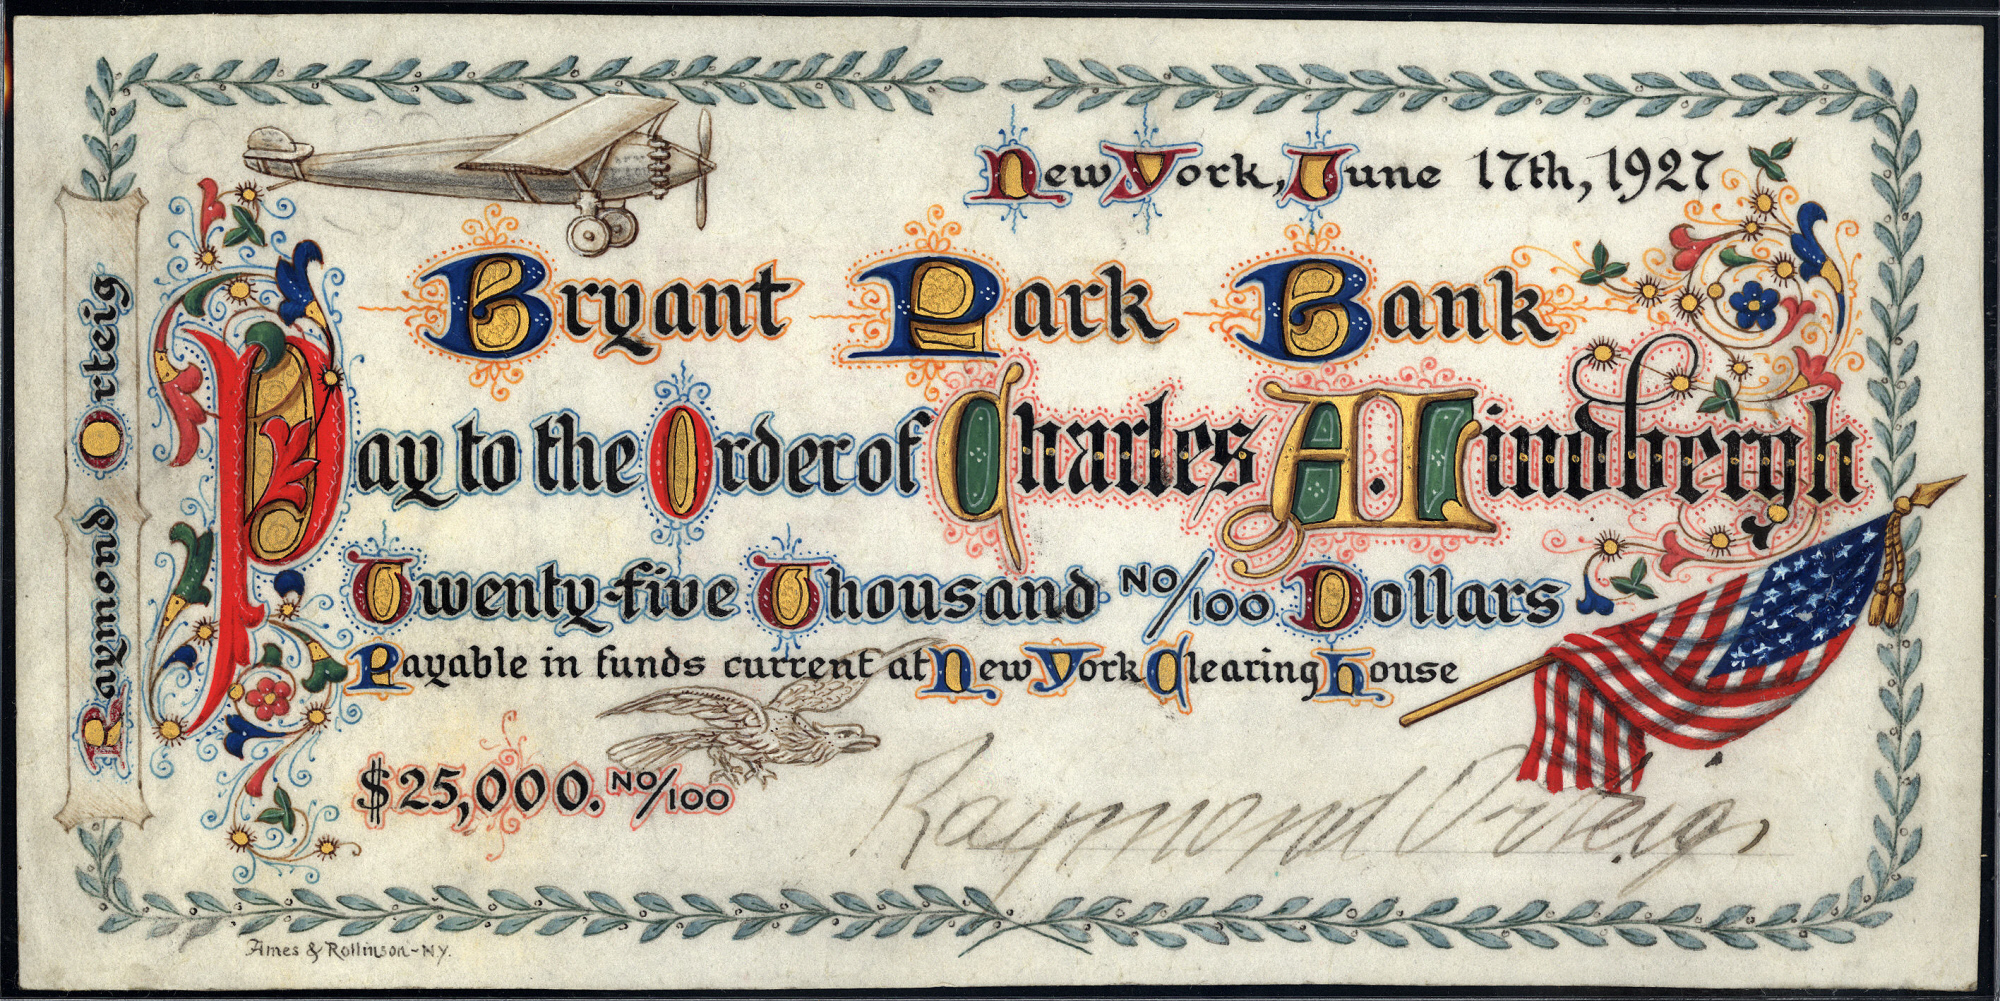 New York, June 17th, 1927
Bryant Park Bank
Pay to the Order of Charles A. Lindbergh
Twenty-five Thousand NO/100 Dollars
Payable in funds current at New York Clearing House
$25,000. NO/100
Raymond Orteig
Raymond Orteig
Ames & Rollinson-N.Y.